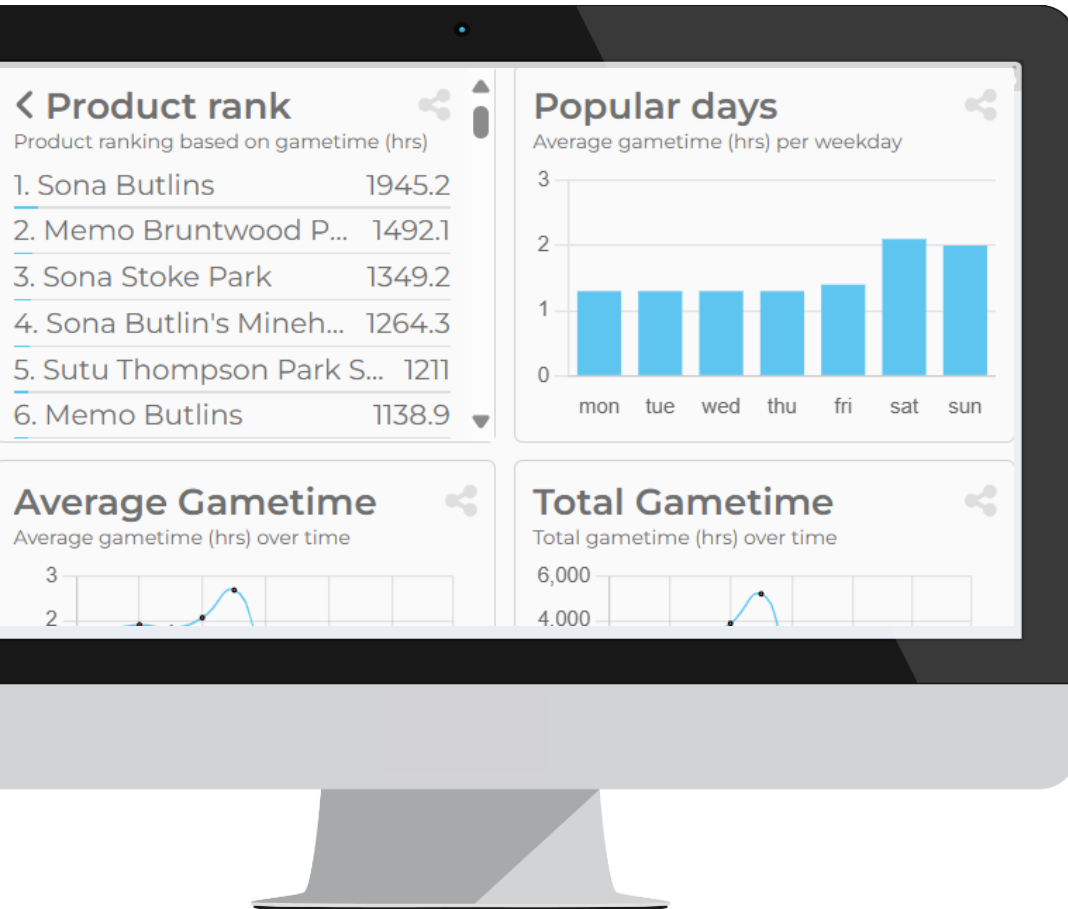 Product rank
Product ranking based on gametime (hrs)
1. Sona Butlins 1945.2
2. Memo Bruntwood P... 1492.1
3. Sona Stoke Park 1349.2
4. Sona Butlin's Mineh... 1264.3
5. Sutu Thompson Park S... 1211
6. Memo Butlins 1138.9
Popular days
Average gametime (hrs) per weekday
3
2
1
0
mon tue wed thu fri sat sun
Average Gametime
Average gametime (hrs) over time
3
2
Total Gametime
Total gametime (hrs) over time
6,000
4,000